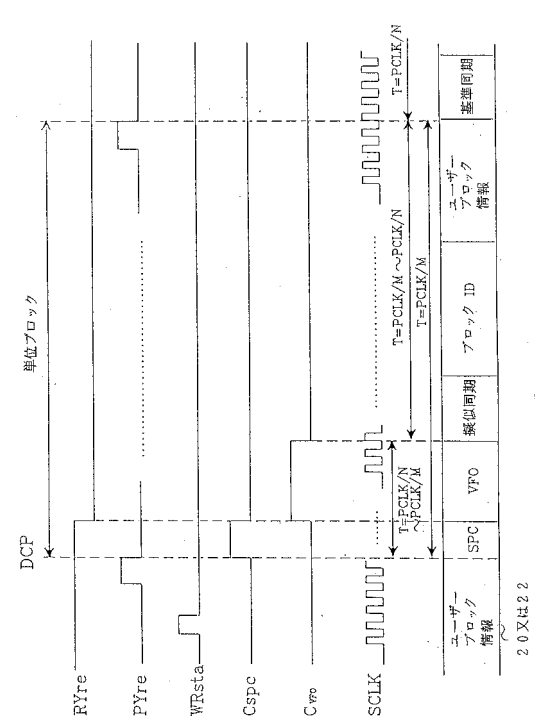 単位ブロック
DCP
RYre
PYre
WRsta
Cspc
CVFO
SCLK
T=PCLK/N
~PCLK/M
T=PCLK/M~PCLK/N
T=PCLK/M
T=PCLK/N
ユーザー
ブロック
情報
SPC
VFO
擬似同期
ブロック ID
ユーザー
ブロック
情報
基準同期
20又は22